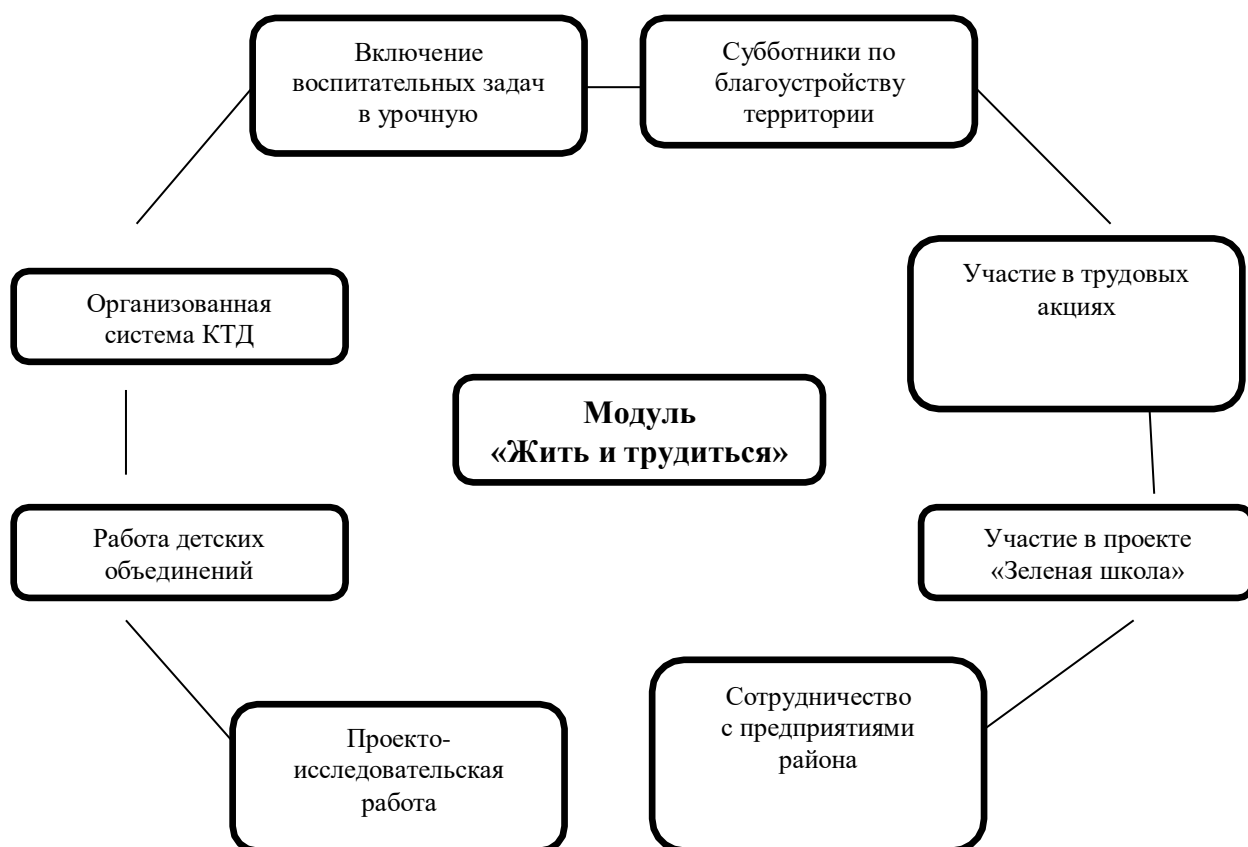 Включение
воспитательных задач
в урочную
Субботники по
благоустройству
территории
Участие в трудовых
акциях
Организованная
система КТД
Модуль
«Жить и трудиться»
Работа детских
объединений
Участие в проекте
«Зеленая школа»
Сотрудничество
с предприятиями
района
Проекто-
исследовательская
работа